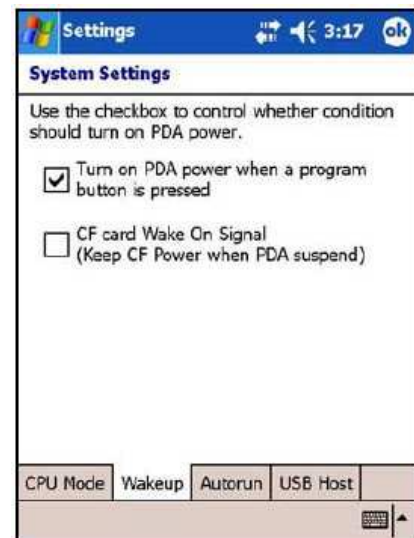 Settings 3:17 ok
System Settings
Use the checkbox to control whether condition
should turn on PDA power.
Turn on PDA power when a program
button is pressed
CF card Wake On Signal
(Keep CF Power when PDA suspend)
CPU Mode Wakeup Autorun USB Host